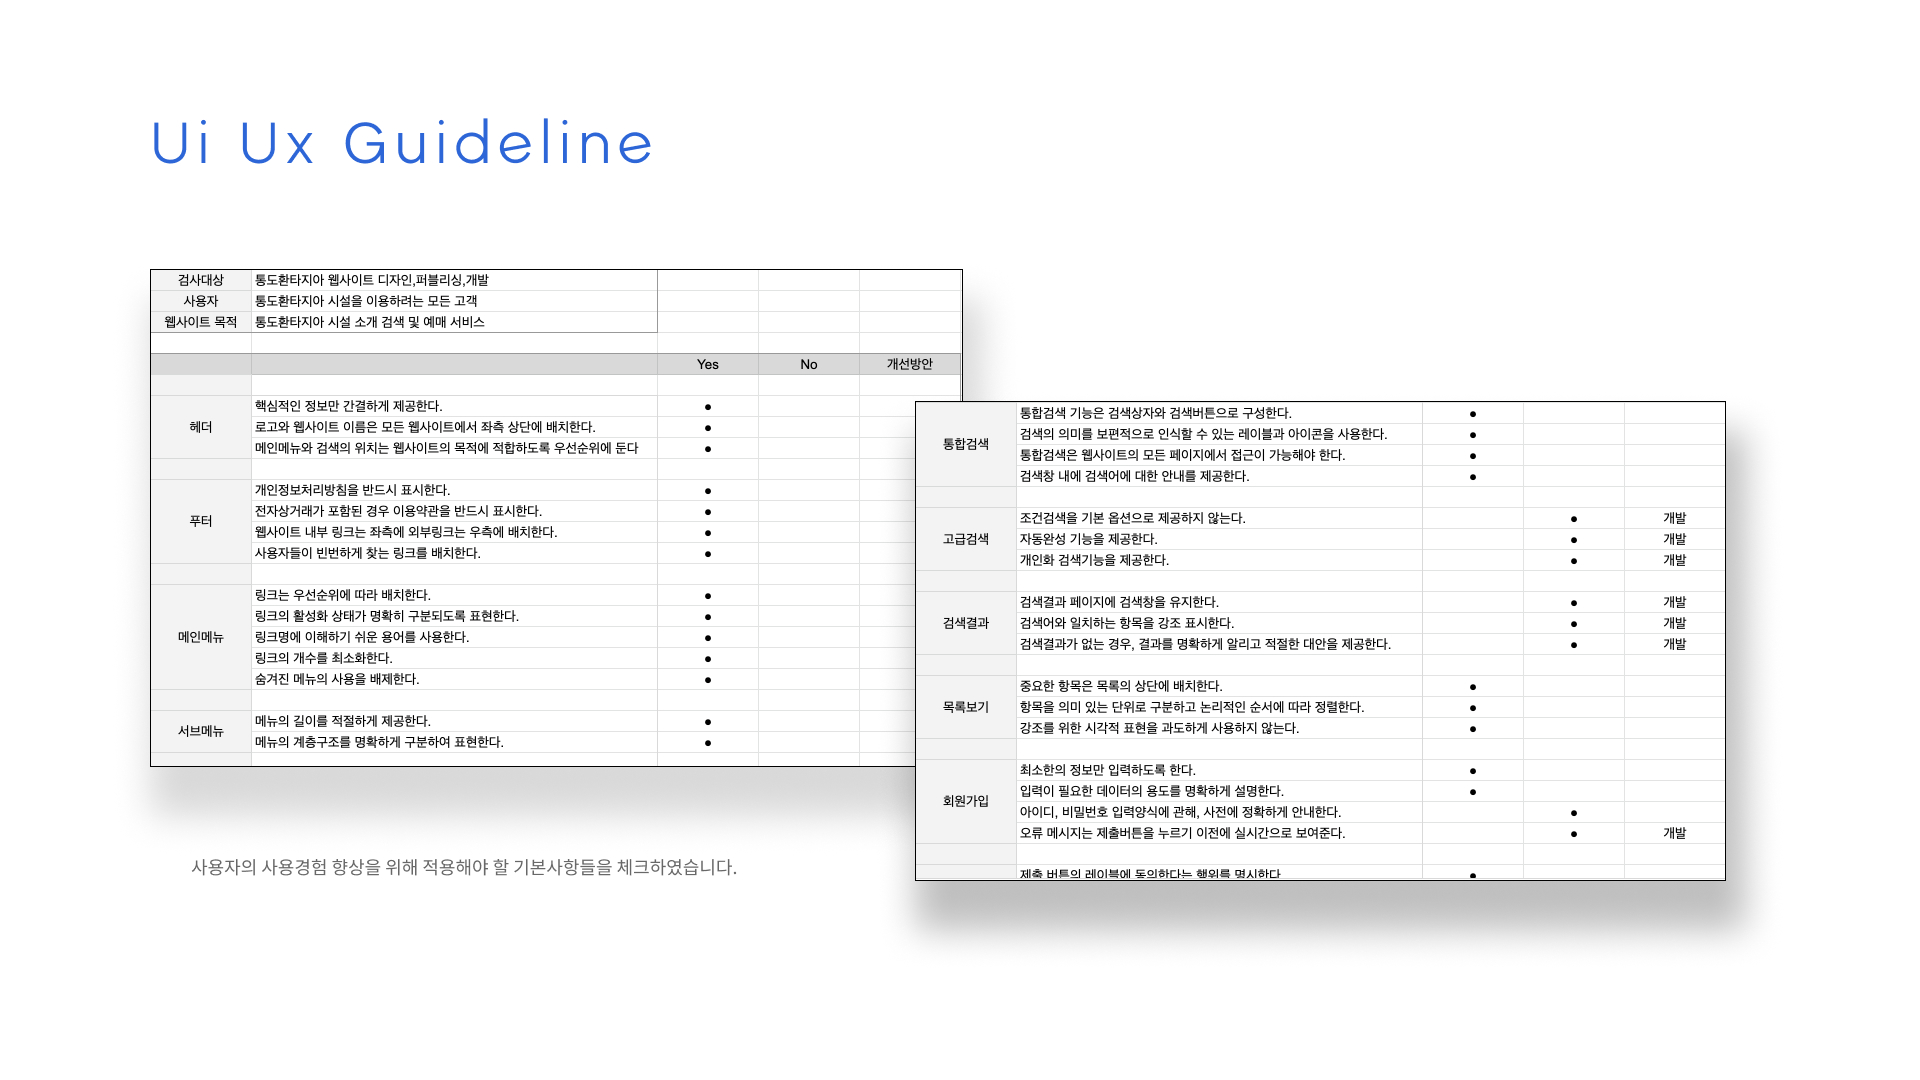 Ui Ux Guideline
검사대상 통도환타지아 웹사이트 디자인,퍼블리싱,개발
사용자 통도환타지아 시설을 이용하려는 모든 고객
웹사이트 목적 통도환타지아 시설 소개 검색 및 예매 서비스
Yes No 개선방안
헤더
핵심적인 정보만 간결하게 제공한다. ●
로고와 웹사이트 이름은 모든 웹사이트에서 좌측 상단에 배치한다. ●
메인메뉴와 검색의 위치는 웹사이트의 목적에 적합하도록 우선순위에 둔다 ●
푸터
개인정보처리방침을 반드시 표시한다. ●
전자상거래가 포함된 경우 이용약관을 반드시 표시한다. ●
웹사이트 내부 링크는 좌측에 외부링크는 우측에 배치한다. ●
사용자들이 빈번하게 찾는 링크를 배치한다. ●
메인메뉴
링크는 우선순위에 따라 배치한다. ●
링크의 활성화 상태가 명확히 구분되도록 표현한다. ●
링크명에 이해하기 쉬운 용어를 사용한다. ●
링크의 개수를 최소화한다. ●
숨겨진 메뉴의 사용을 배제한다. ●
서브메뉴
메뉴의 길이를 적절하게 제공한다. ●
메뉴의 계층구조를 명확하게 구분하여 표현한다. ●
통합검색
통합검색 기능은 검색상자와 검색버튼으로 구성한다. ●
검색의 의미를 보편적으로 인식할 수 있는 레이블과 아이콘을 사용한다. ●
통합검색은 웹사이트의 모든 페이지에서 접근이 가능해야 한다. ●
검색창 내에 검색어에 대한 안내를 제공한다. ●
고급검색
조건검색을 기본 옵션으로 제공하지 않는다. ● 개발
자동완성 기능을 제공한다. ● 개발
개인화 검색기능을 제공한다. ● 개발
검색결과
검색결과 페이지에 검색창을 유지한다. ● 개발
검색어와 일치하는 항목을 강조 표시한다. ● 개발
검색결과가 없는 경우, 결과를 명확하게 알리고 적절한 대안을 제공한다. ● 개발
목록보기
중요한 항목은 목록의 상단에 배치한다. ●
항목을 의미 있는 단위로 구분하고 논리적인 순서에 따라 정렬한다. ●
강조를 위한 시각적 표현을 과도하게 사용하지 않는다. ●
회원가입
최소한의 정보만 입력하도록 한다. ●
입력이 필요한 데이터의 용도를 명확하게 설명한다. ●
아이디, 비밀번호 입력양식에 관해, 사전에 정확하게 안내한다. ●
오류 메시지는 제출버튼을 누르기 이전에 실시간으로 보여준다. ● 개발
제출 버튼의 레이블에 동의한다는 행위를 명시한다 ●
사용자의 사용경험 향상을 위해 적용해야 할 기본사항들을 체크하였습니다.